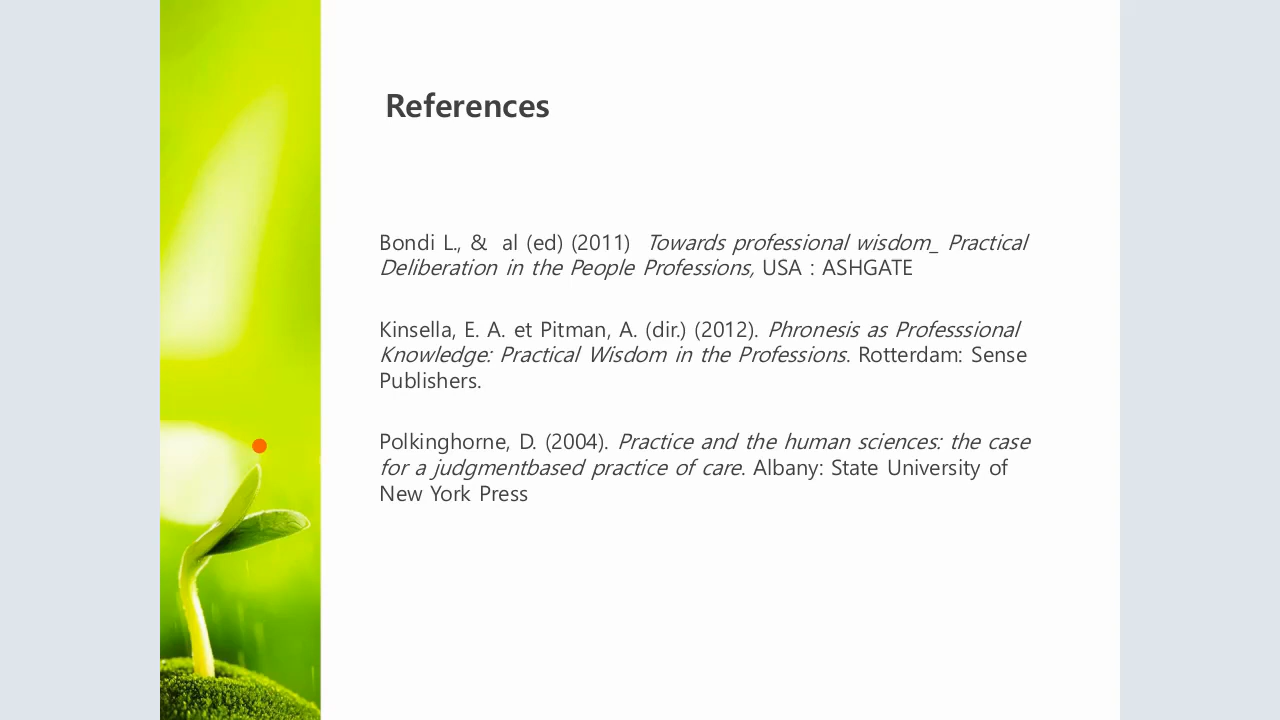 References
Bondi L., & al (ed) (2011) Towards professional wisdom_ Practical
Deliberation in the People Professions, USA : ASHGATE
Kinsella, E. A. et Pitman, A. (dir.) (2012). Phronesis as Professsional
Knowledge: Practical Wisdom in the Professions. Rotterdam: Sense
Publishers.
Polkinghorne, D. (2004). Practice and the human sciences: the case
for a judgmentbased practice of care. Albany: State University of
New York Press